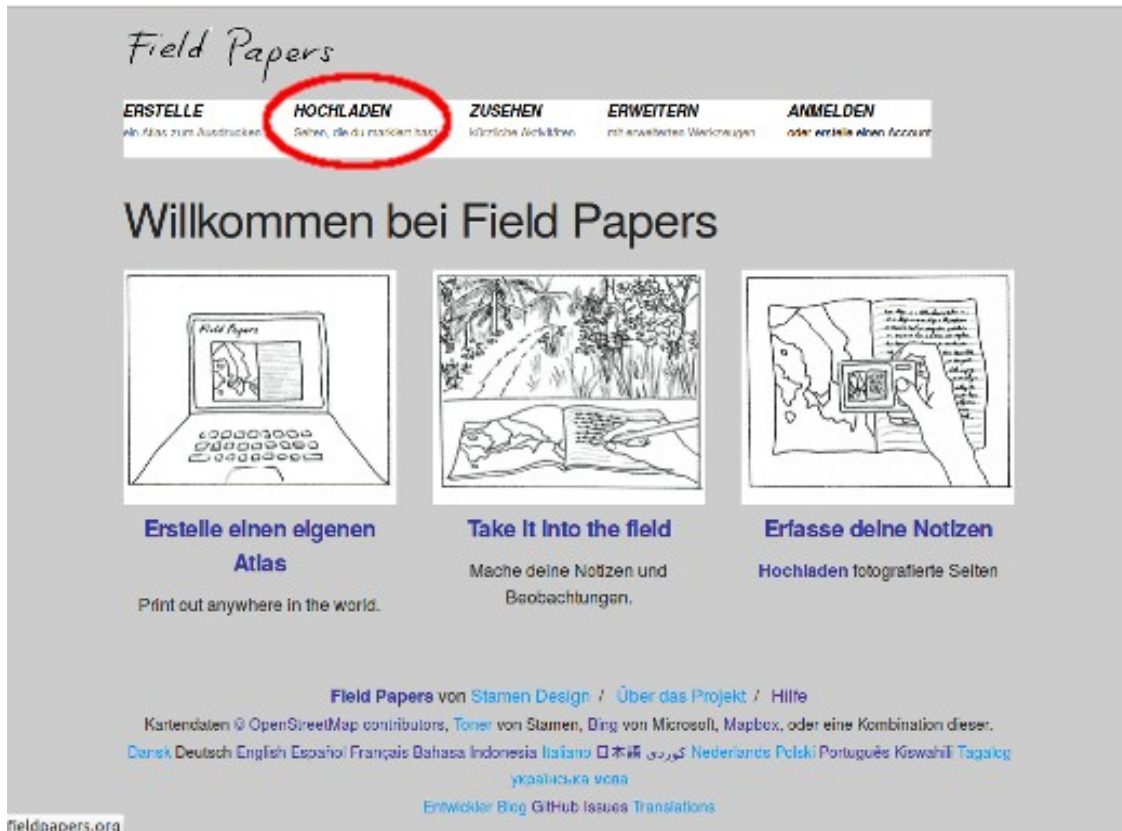 Field Papers
ERSTELLE HOCHLADEN ZUSEHEN ERWEITERN ANMELDEN
ein Atlas zum Ausdrucken Seiten, die du markiert hast kürzliche Aktivitäten mit erweiterten Werkzeugen oder erstelle einen Account
Willkommen bei Field Papers
Field Papers
Erstelle einen eigenen
Atlas
Print out anywhere in the world.
Take it into the field
Mache deine Notizen und
Beobachtungen.
Erfasse deine Notizen
Hochladen fotografierte Seiten
Field Papers von Stamen Design / Über das Projekt / Hilfe
Kartendaten © OpenStreetMap contributors, Toner von Stamen, Bing von Microsoft, Mapbox, oder eine Kombination dieser.
Dansk Deutsch English Español Français Bahasa Indonesia Italiano 日本語 كوردی Nederlands Polski Português Kiswahili Tagalog
українська мова
Entwickler Blog GitHub Issues Translations
fieldpapers.org